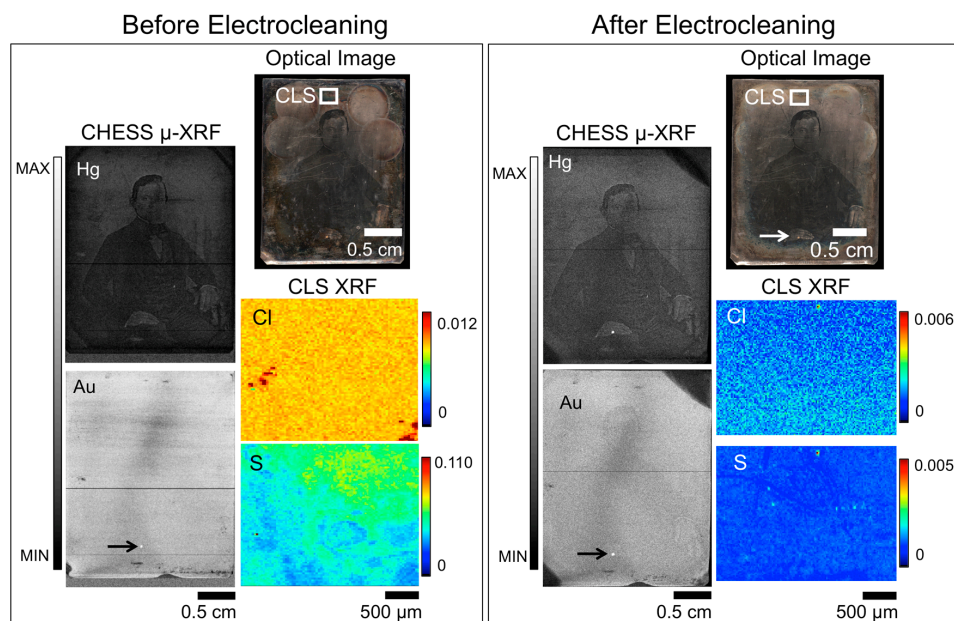 Before Electrocleaning
Optical Image
CLS
CHESS µ-XRF
MAX
Hg
0.5 cm
CLS XRF
Cl
0.012
0
Au
S
0.110
0
MIN
0.5 cm
500 µm
After Electrocleaning
Optical Image
CLS
CHESS µ-XRF
MAX
Hg
0.5 cm
CLS XRF
Cl
0.006
0
Au
S
0.005
0
MIN
0.5 cm
500 µm